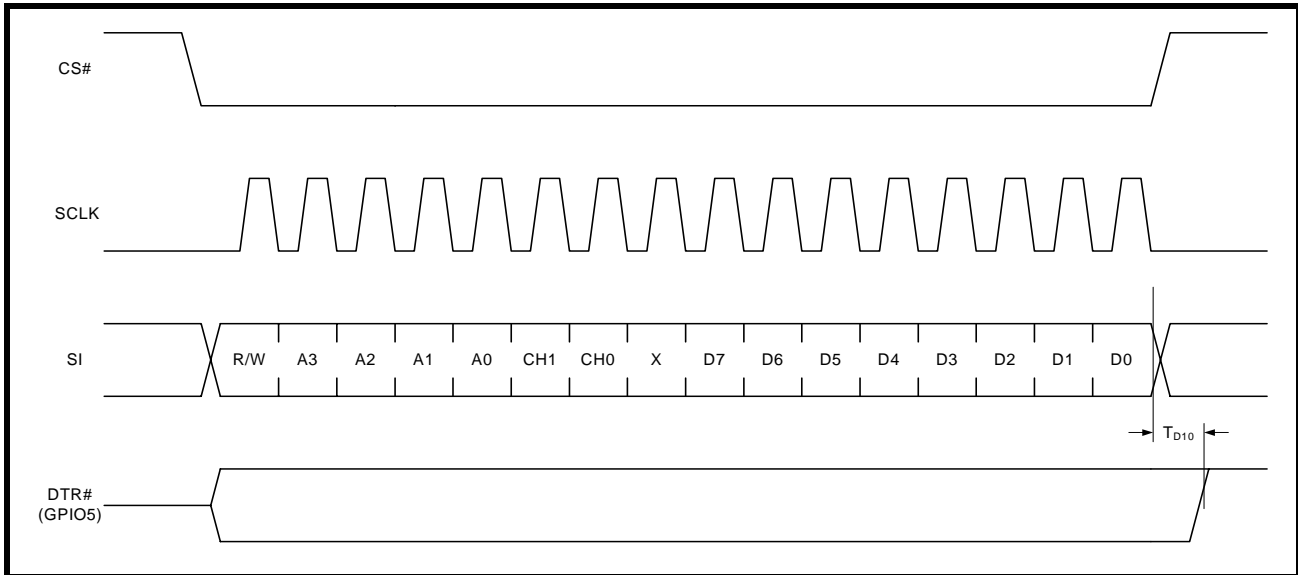 CS#
SCLK
SI
R/W A3 A2 A1 A0 CH1 CH0 X D7 D6 D5 D4 D3 D2 D1 D0
TD10
DTR#
(GPIO5)